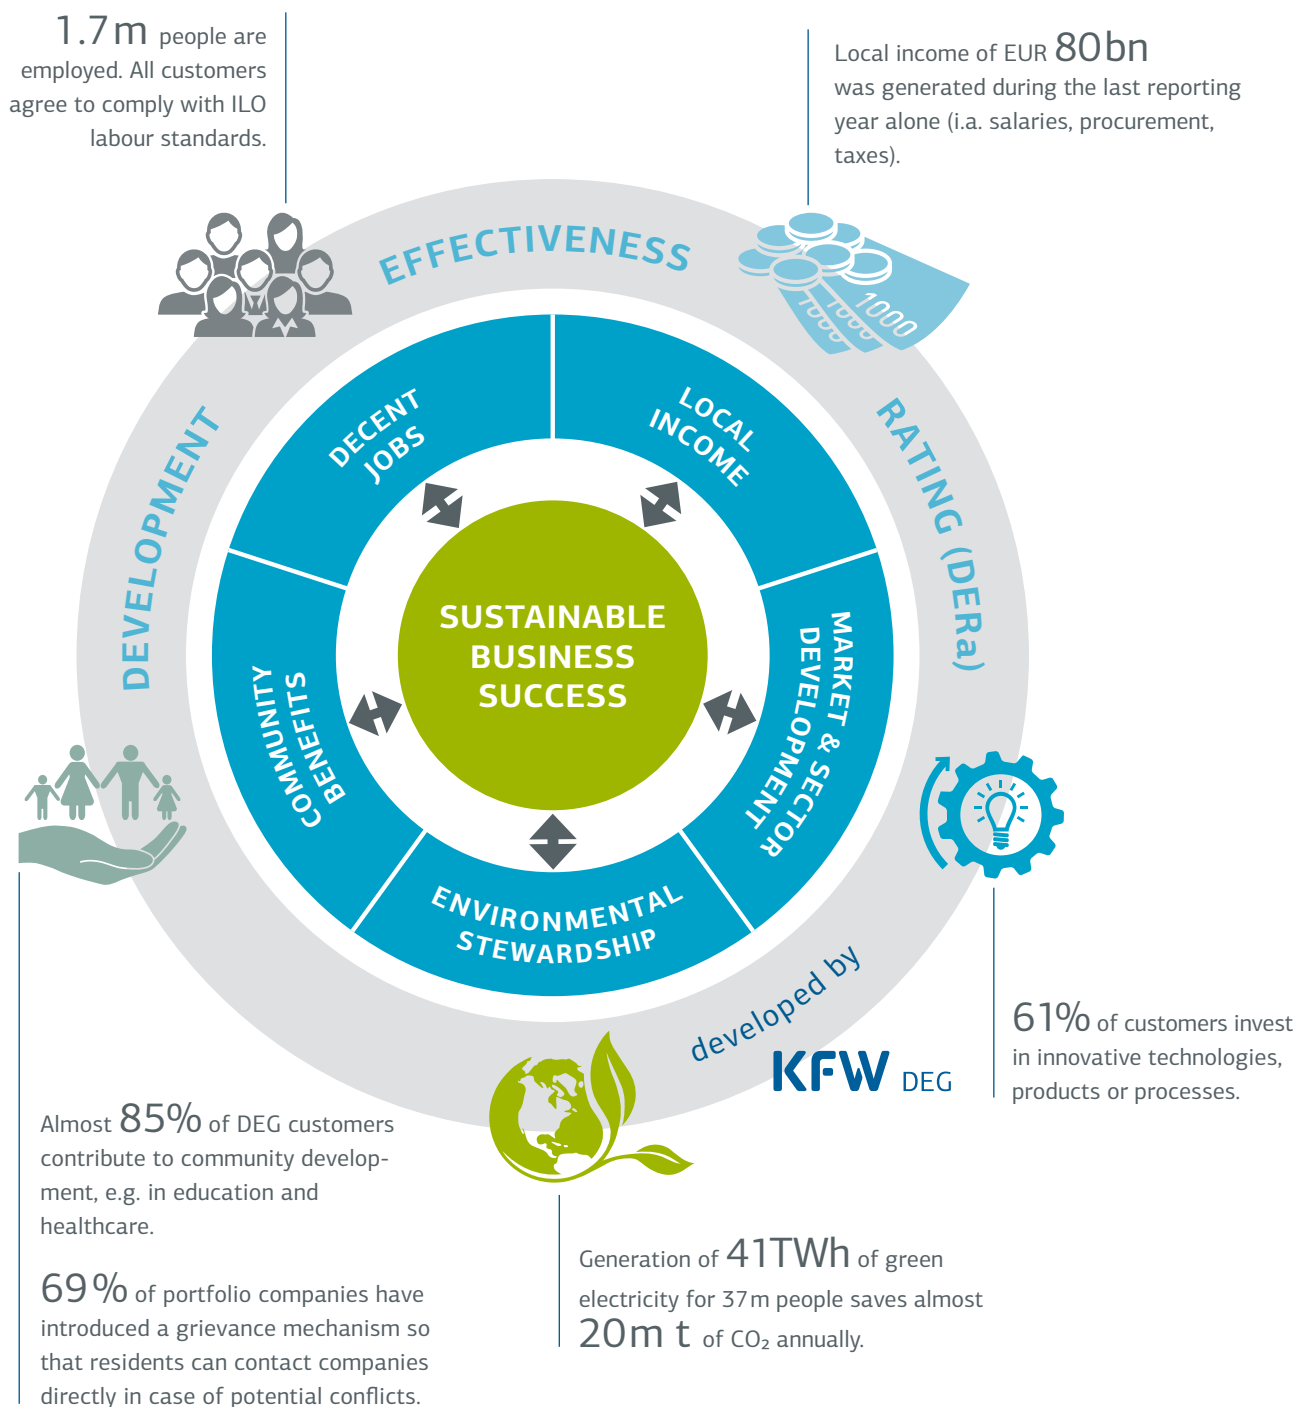 1.7m people are
employed. All customers
agree to comply with ILO
labour standards.
Local income of EUR 80bn
was generated during the last reporting
year alone (i.a. salaries, procurement,
taxes).
DEVELOPMENT
EFFECTIVENESS
RATING (DERa)
1000
1000
1000
DECENT
JOBS
LOCAL
INCOME
MARKET & SECTOR
DEVELOPMENT
ENVIRONMENTAL
STEWARDSHIP
COMMUNITY
BENEFITS
SUSTAINABLE
BUSINESS
SUCCESS
developed by
KFW DEG
61% of customers invest
in innovative technologies,
products or processes.
Almost 85% of DEG customers
contribute to community develop-
ment, e.g. in education and
healthcare.
69% of portfolio companies have
introduced a grievance mechanism so
that residents can contact companies
directly in case of potential conflicts.
Generation of 41TWh of green
electricity for 37m people saves almost
20m t of CO₂ annually.